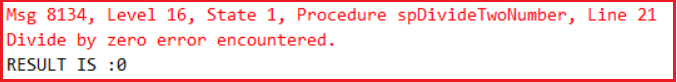 Msg 8134, Level 16, State 1, Procedure spDivideTwoNumber, Line 21
Divide by zero error encountered.
RESULT IS :0